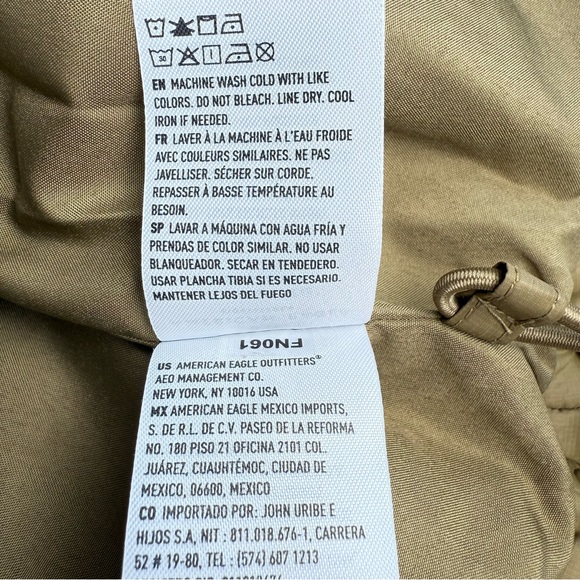 30
EN MACHINE WASH COLD WITH LIKE
COLORS. DO NOT BLEACH. LINE DRY. COOL
IRON IF NEEDED.
FR LAVER À LA MACHINE À L'EAU FROIDE
AVEC COULEURS SIMILAIRES. NE PAS
JAVELLISER. SÉCHER SUR CORDE.
REPASSER À BASSE TEMPÉRATURE AU
BESOIN.
SP LAVAR A MÁQUINA CON AGUA FRÍA Y
PRENDAS DE COLOR SIMILAR. NO USAR
BLANQUEADOR. SECAR EN TENDEDERO.
USAR PLANCHA TIBIA SI ES NECESARIO.
MANTENER LEJOS DEL FUEGO
FN061
US AMERICAN EAGLE OUTFITTERS®
AEO MANAGEMENT CO.
NEW YORK, NY 10016 USA
MX AMERICAN EAGLE MEXICO IMPORTS,
S. DE R.L. DE C.V. PASEO DE LA REFORMA
NO. 180 PISO 21 OFICINA 2101 COL.
JUÁREZ, CUAUHTÉMOC, CIUDAD DE
MEXICO, 06600, MEXICO
CO IMPORTADO POR: JOHN URIBE E
HIJOS S.A, NIT : 811.018.676-1, CARRERA
52 # 19-80, TEL: (574) 607 1213